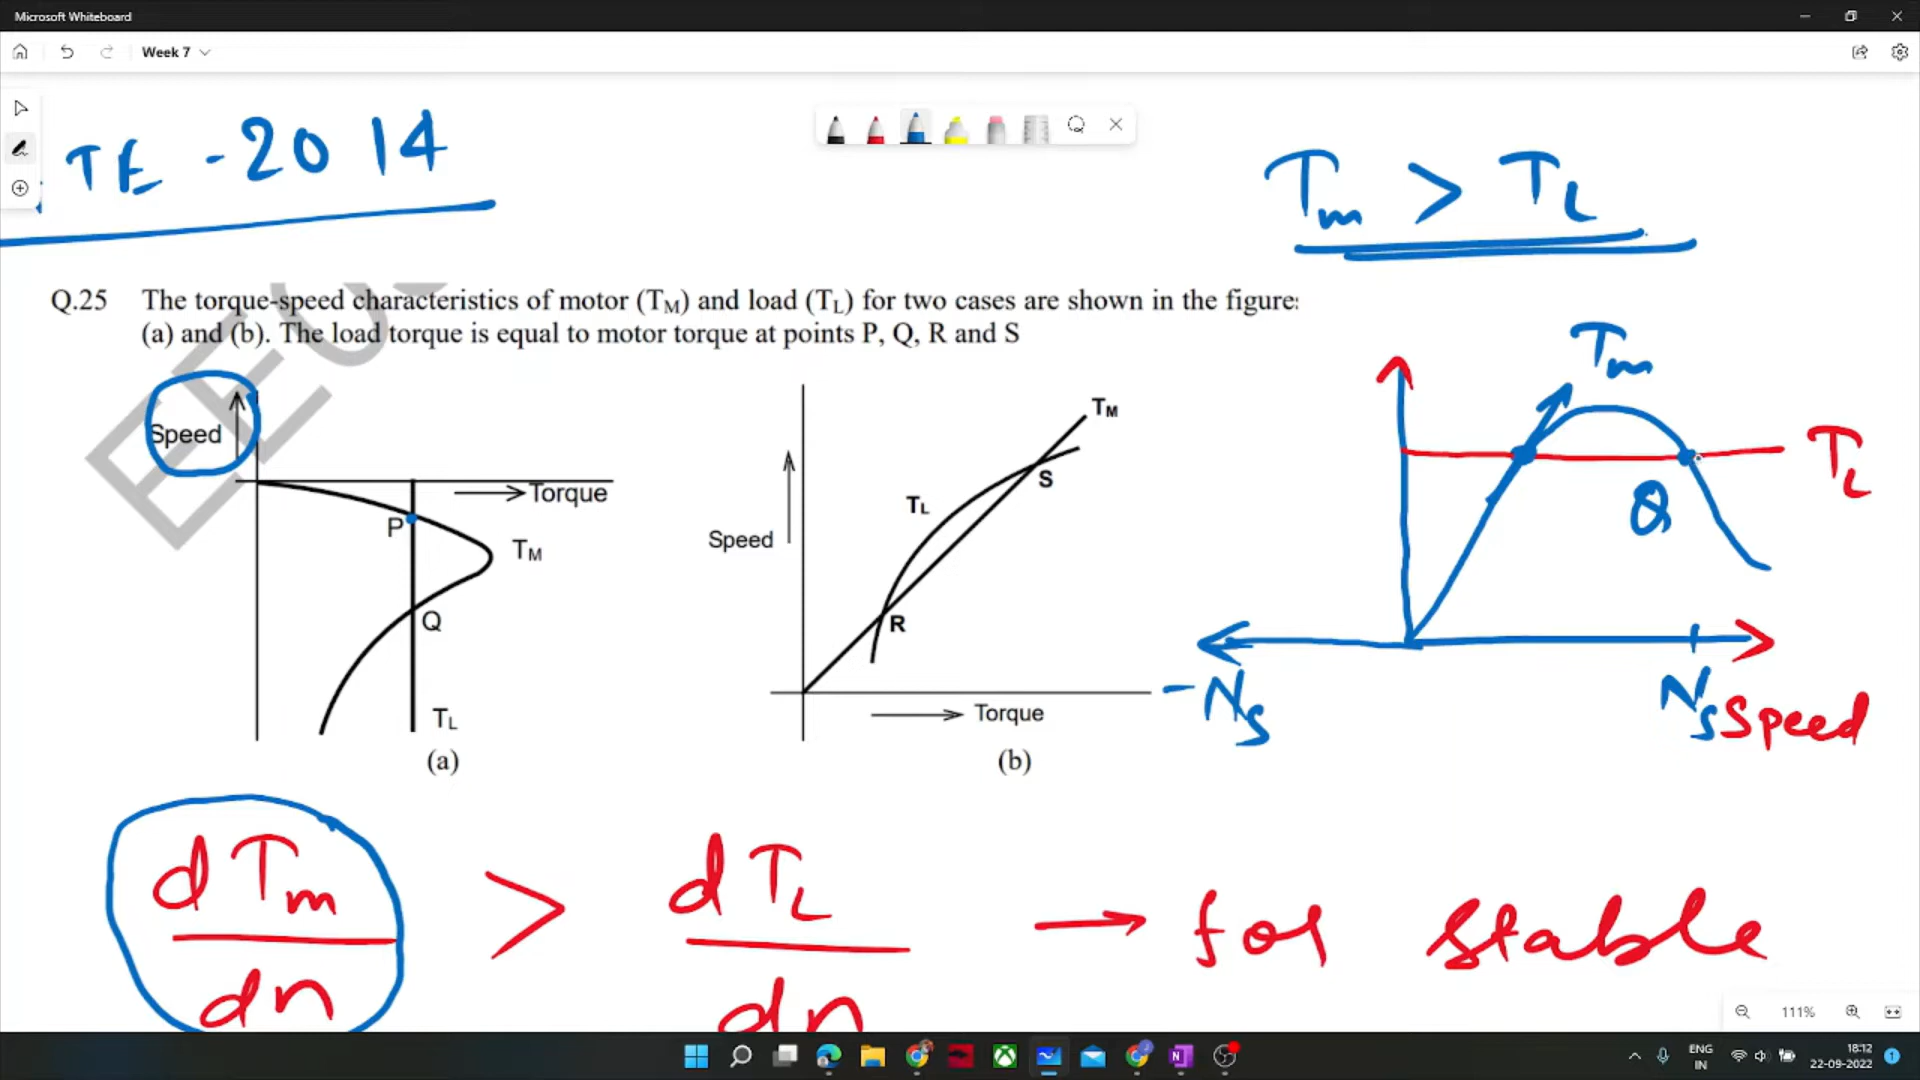 Microsoft Whiteboard
Week 7
TE - 2014
Tm > TL
Q.25 The torque-speed characteristics of motor (TM) and load (TL) for two cases are shown in the figure
(a) and (b). The load torque is equal to motor torque at points P, Q, R and S
Speed
Torque
P
TM
Q
TL
(a)
TM
S
TL
Speed
R
Torque
(b)
Tm
TL
Q
-Ns
Ns Speed
dTm/dn > dTL/dn → for stable
111%
ENG
IN
18:12
22-09-2022
1